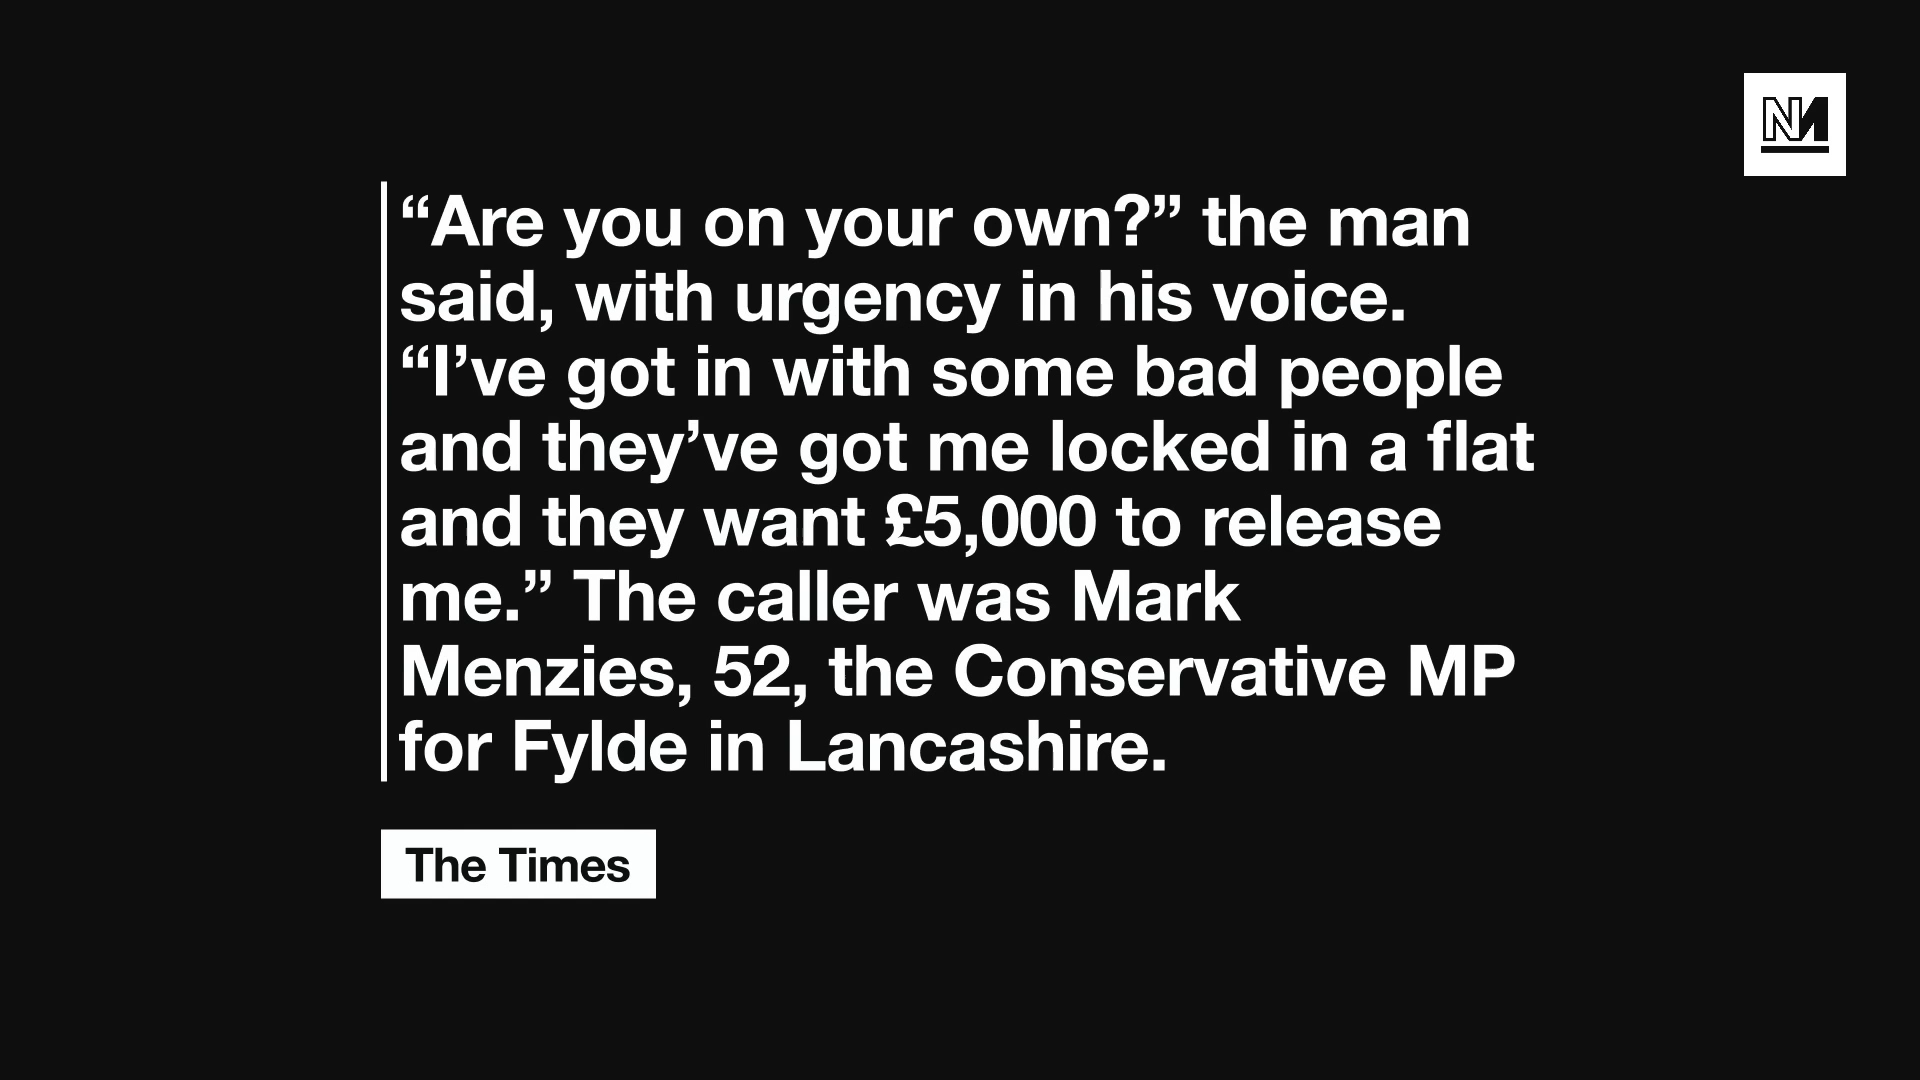 “Are you on your own?” the man
said, with urgency in his voice.
“I’ve got in with some bad people
and they’ve got me locked in a flat
and they want £5,000 to release
me.” The caller was Mark
Menzies, 52, the Conservative MP
for Fylde in Lancashire.
The Times
NM